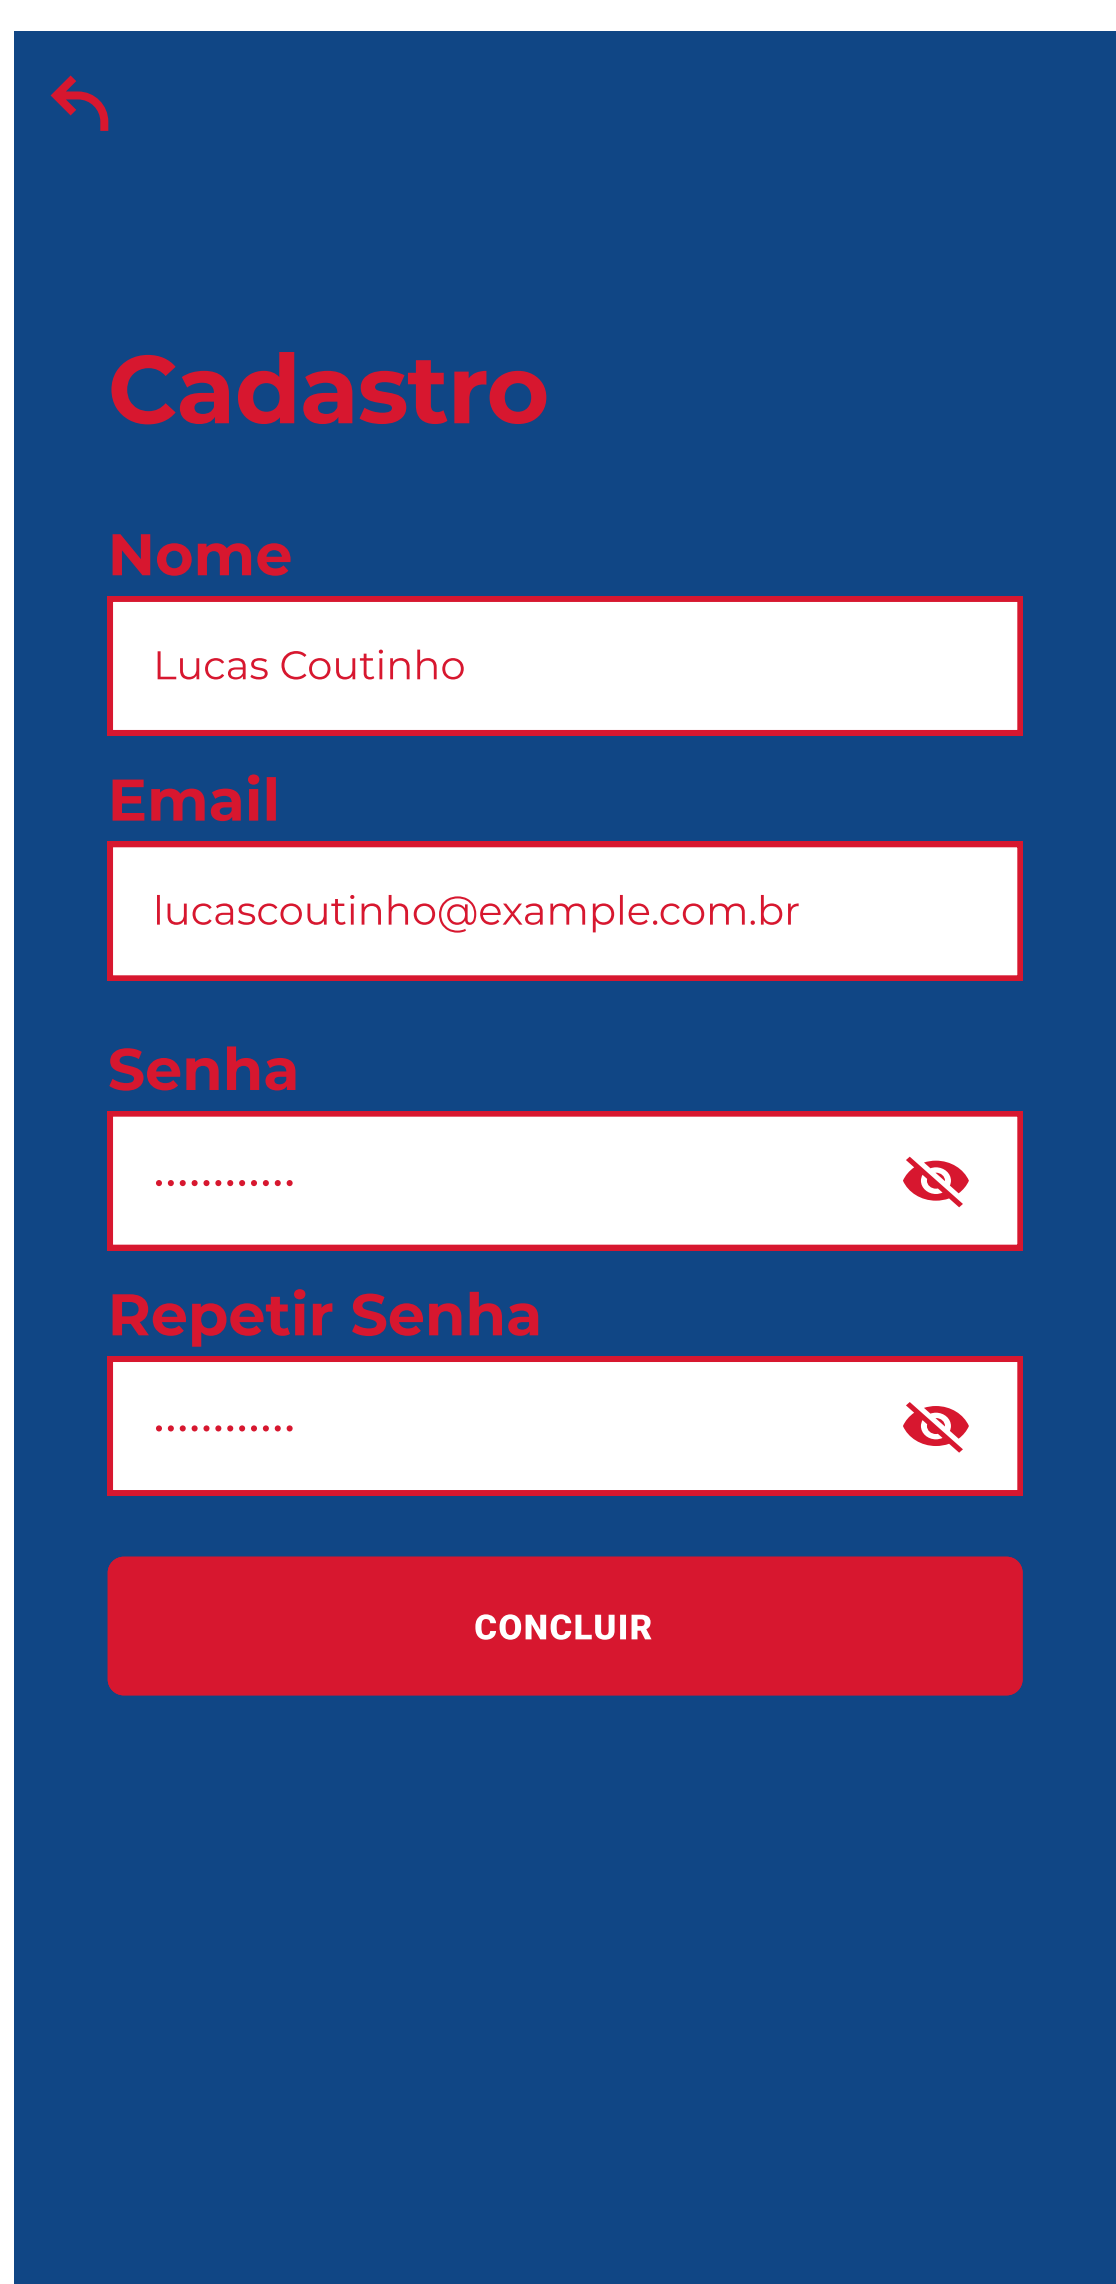 Cadastro
Nome
Lucas Coutinho
Email
lucascoutinho@example.com.br
Senha
............
Repetir Senha
............
CONCLUIR